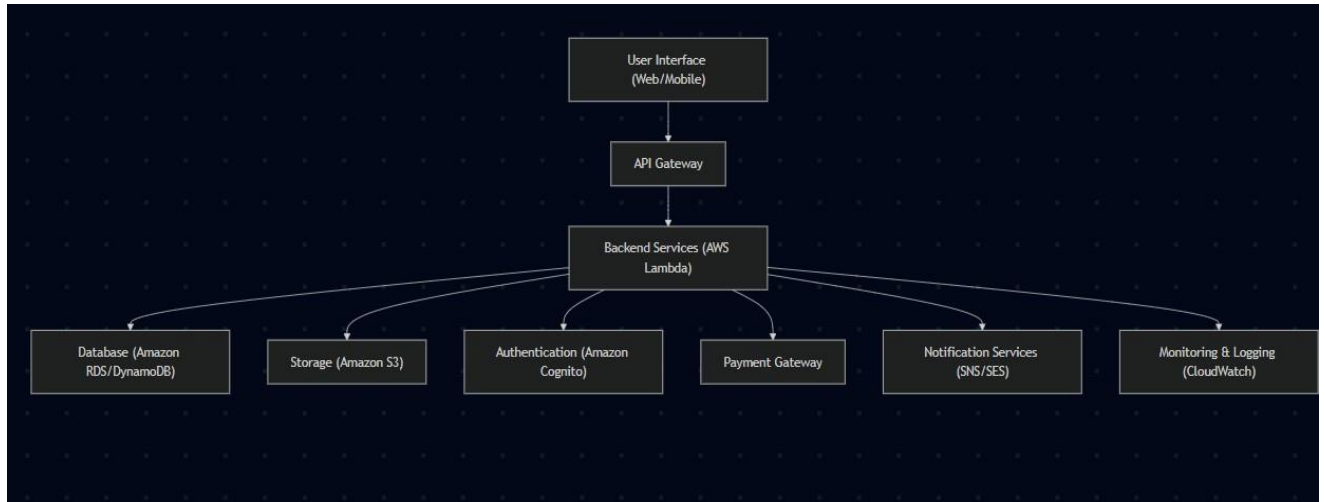 User Interface
(Web/Mobile)
API Gateway
Backend Services (AWS
Lambda)
Database (Amazon
RDS/DynamoDB)
Storage (Amazon S3)
Authentication (Amazon
Cognito)
Payment Gateway
Notification Services
(SNS/SES)
Monitoring & Logging
(CloudWatch)